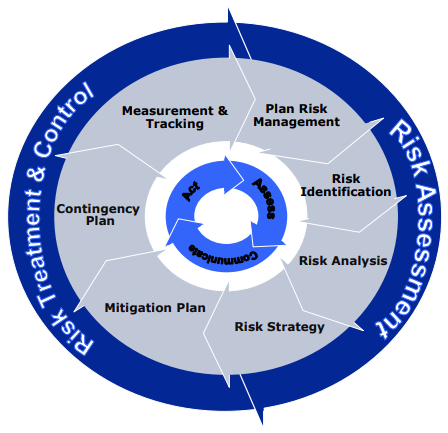 Risk Treatment & Control
Risk Assessment
Measurement &
Tracking
Plan Risk
Management
Risk
Identification
Risk Analysis
Risk Strategy
Mitigation Plan
Contingency
Plan
Act
Assess
Communicate